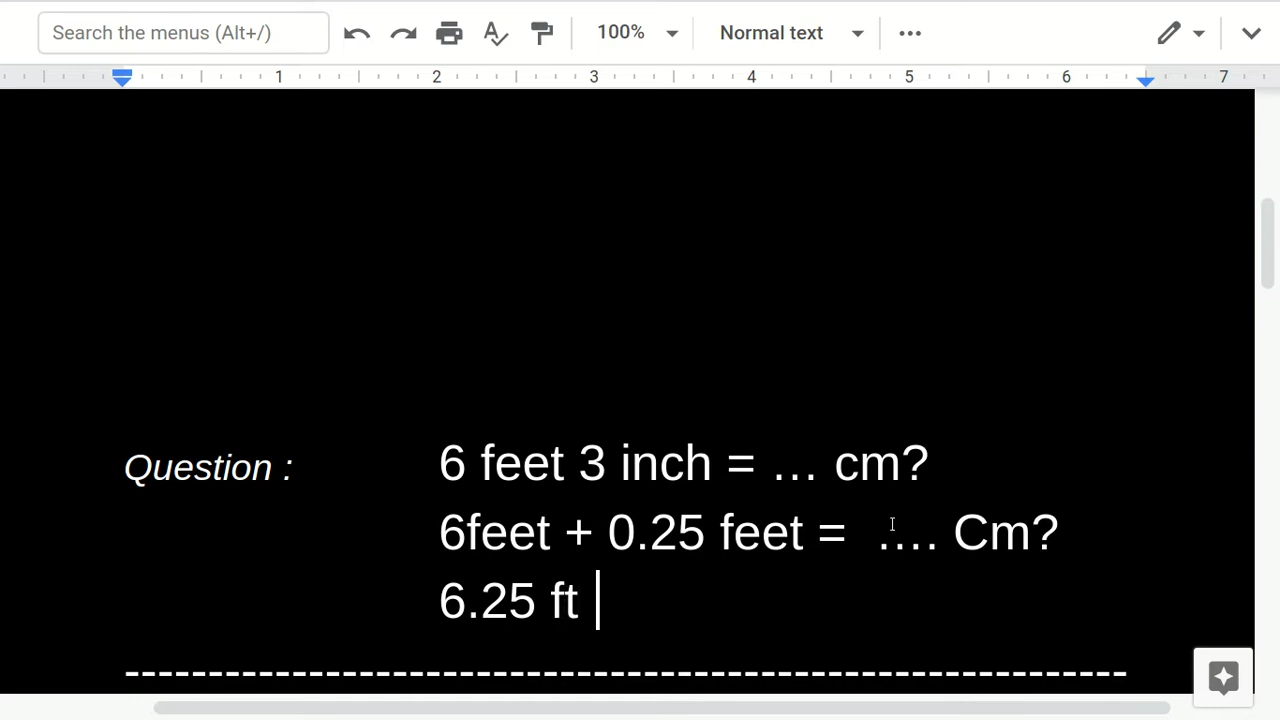 Search the menus (Alt+/) 100% Normal text
1 2 3 4 5 6 7
Question : 6 feet 3 inch = … cm?
6feet + 0.25 feet = …. Cm?
6.25 ft
------------------------------------------------------------